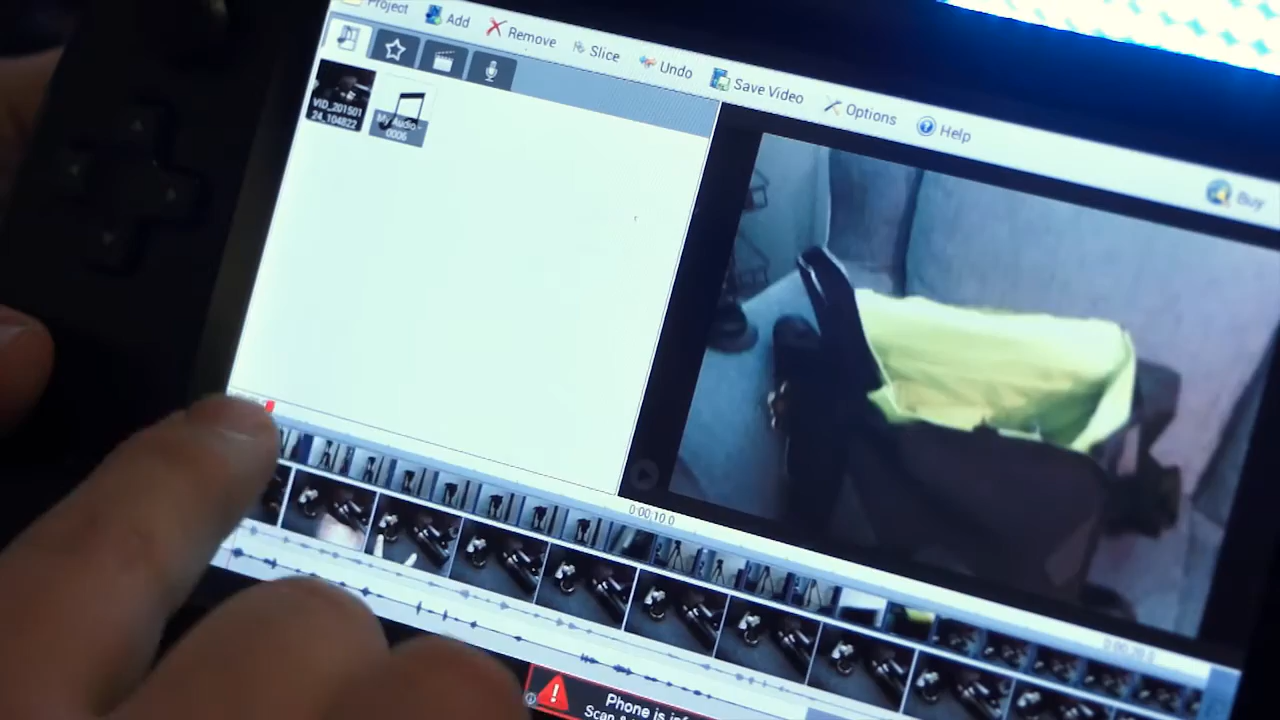 Project
Add
Remove
Slice
Undo
Save Video
Options
Help
Buy
VID_201501
24_104822
My Audio-
0006
0:00:10.0
Phone is inf
Scan &